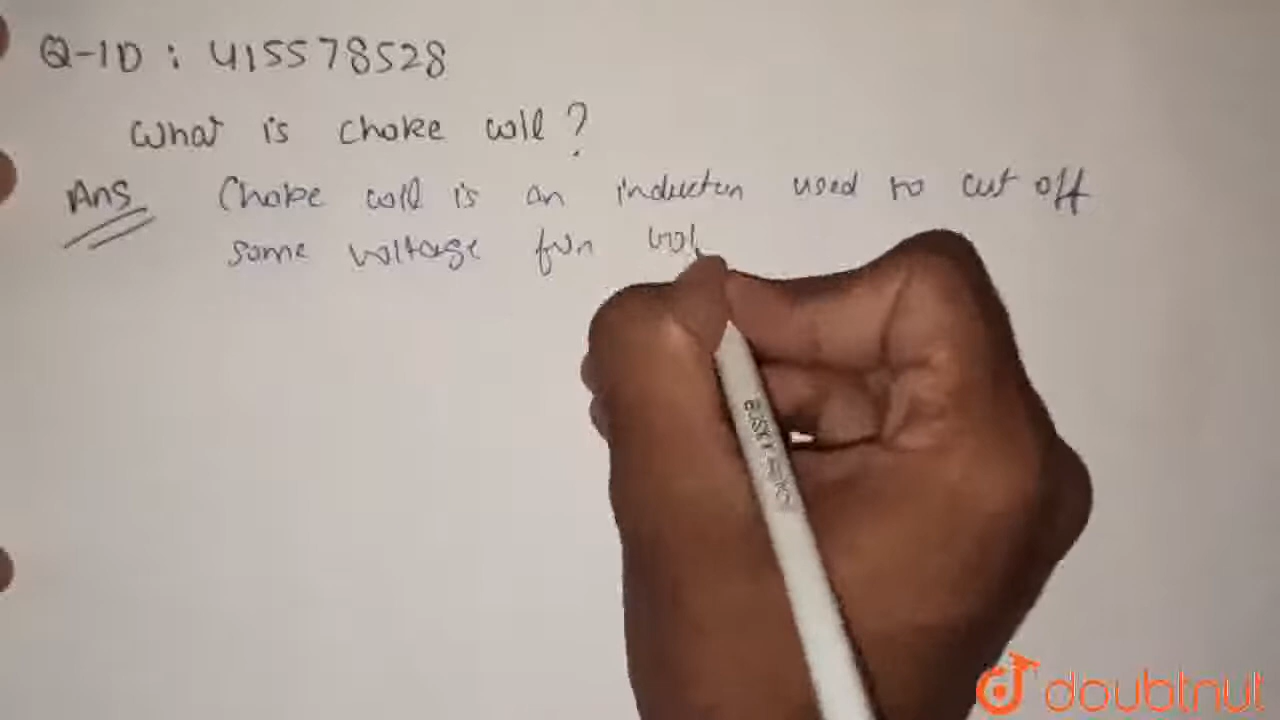 Q-ID : 415578528
What is choke coil ?
Ans Choke coil is an inductor used to cut off
some voltage from vol
doubtnut